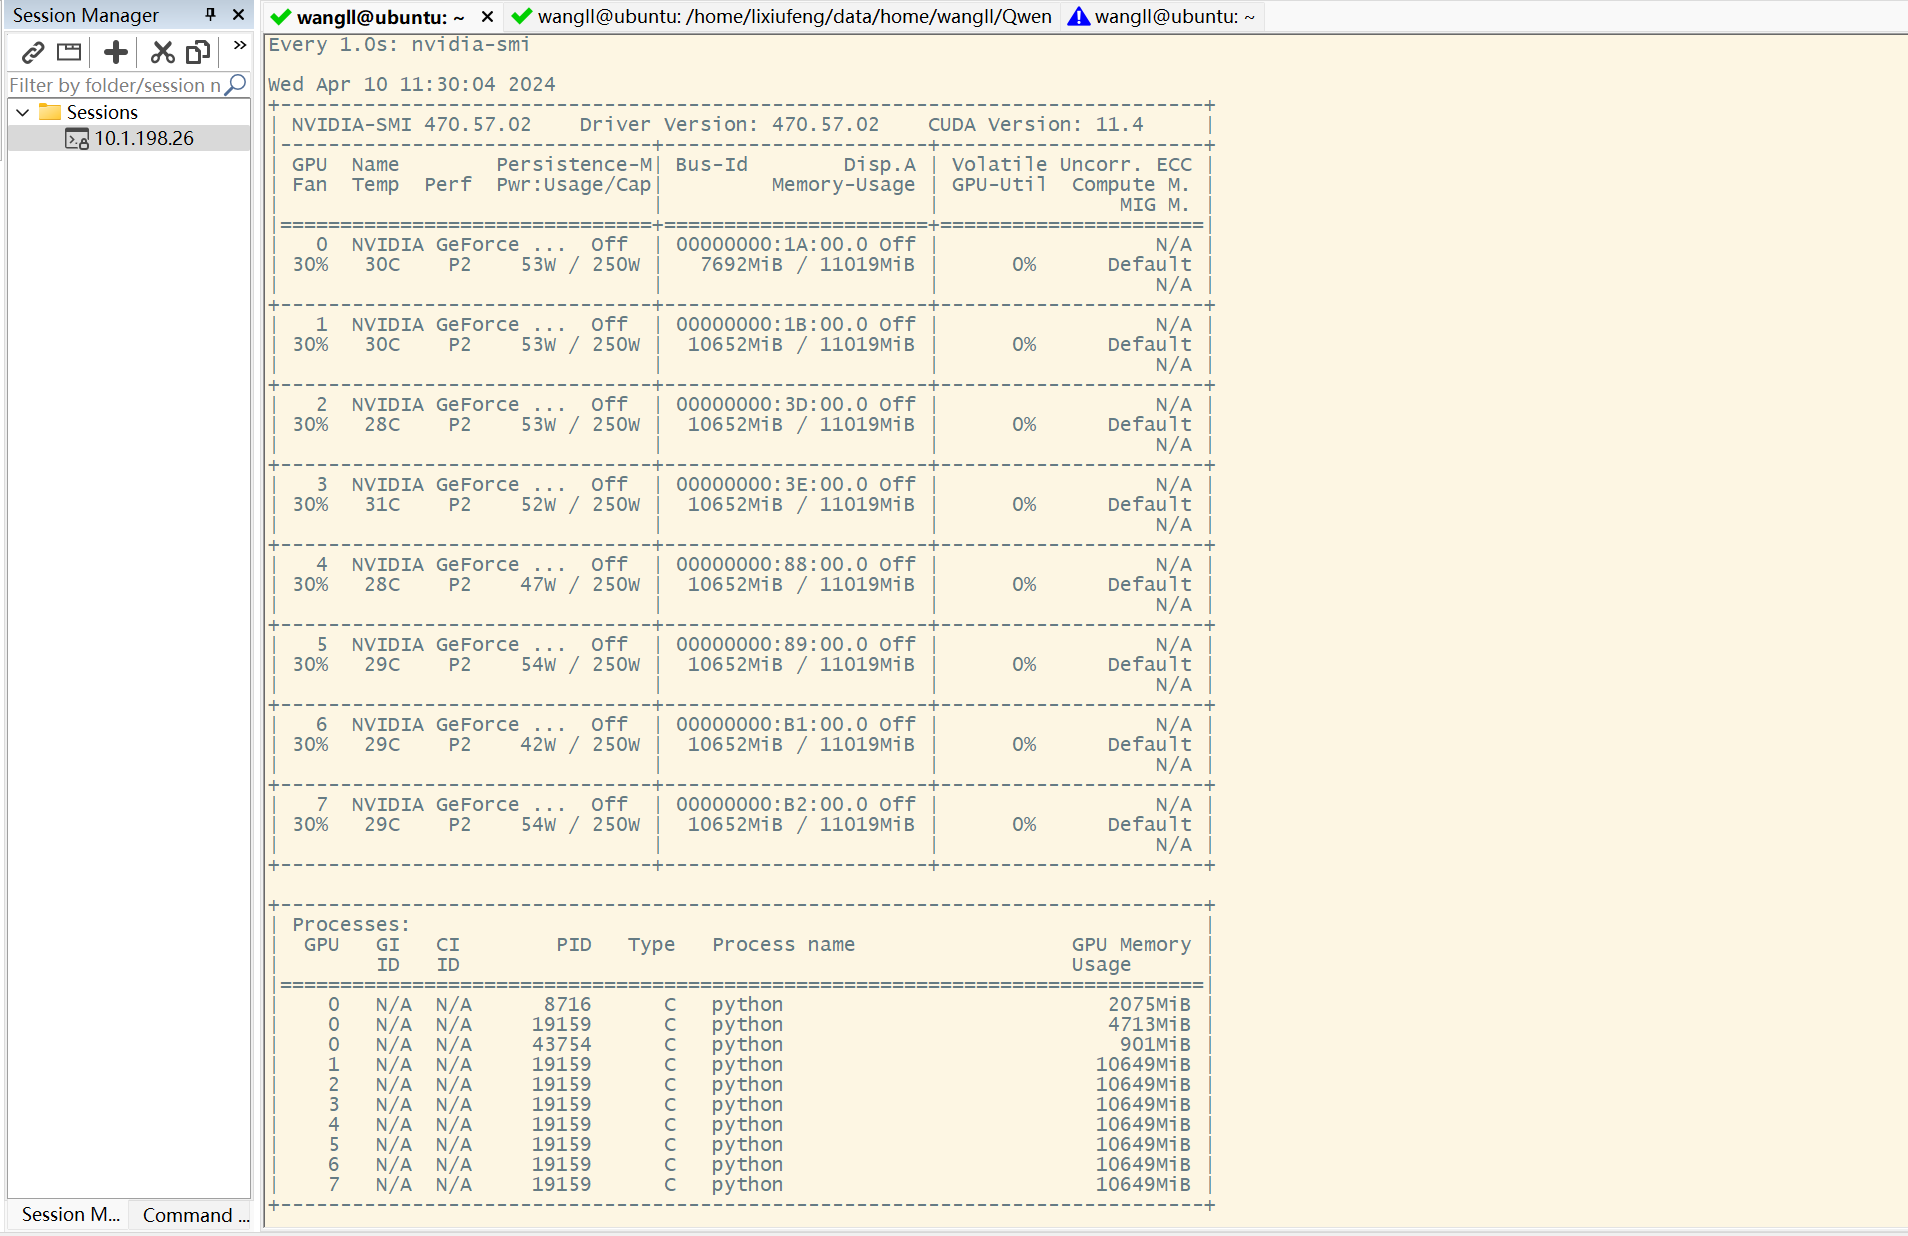 Session Manager
wangll@ubuntu: ~
wangll@ubuntu: /home/lixiufeng/data/home/wangll/Qwen
wangll@ubuntu: ~
Filter by folder/session n
Sessions
10.1.198.26
Every 1.0s: nvidia-smi
Wed Apr 10 11:30:04 2024
+-----------------------------------------------------------------------------+
| NVIDIA-SMI 470.57.02    Driver Version: 470.57.02    CUDA Version: 11.4     |
|-------------------------------+----------------------+----------------------+
| GPU  Name        Persistence-M| Bus-Id        Disp.A | Volatile Uncorr. ECC |
| Fan  Temp  Perf  Pwr:Usage/Cap|         Memory-Usage | GPU-Util  Compute M. |
|                               |                      |               MIG M. |
|===============================+======================+======================|
|   0  NVIDIA GeForce ...  Off  | 00000000:1A:00.0 Off |                  N/A |
| 30%   30C    P2    53W / 250W |   7692MiB / 11019MiB |      0%      Default |
|                               |                      |                  N/A |
+-------------------------------+----------------------+----------------------+
|   1  NVIDIA GeForce ...  Off  | 00000000:1B:00.0 Off |                  N/A |
| 30%   30C    P2    53W / 250W |  10652MiB / 11019MiB |      0%      Default |
|                               |                      |                  N/A |
+-------------------------------+----------------------+----------------------+
|   2  NVIDIA GeForce ...  Off  | 00000000:3D:00.0 Off |                  N/A |
| 30%   28C    P2    53W / 250W |  10652MiB / 11019MiB |      0%      Default |
|                               |                      |                  N/A |
+-------------------------------+----------------------+----------------------+
|   3  NVIDIA GeForce ...  Off  | 00000000:3E:00.0 Off |                  N/A |
| 30%   31C    P2    52W / 250W |  10652MiB / 11019MiB |      0%      Default |
|                               |                      |                  N/A |
+-------------------------------+----------------------+----------------------+
|   4  NVIDIA GeForce ...  Off  | 00000000:88:00.0 Off |                  N/A |
| 30%   28C    P2    47W / 250W |  10652MiB / 11019MiB |      0%      Default |
|                               |                      |                  N/A |
+-------------------------------+----------------------+----------------------+
|   5  NVIDIA GeForce ...  Off  | 00000000:89:00.0 Off |                  N/A |
| 30%   29C    P2    54W / 250W |  10652MiB / 11019MiB |      0%      Default |
|                               |                      |                  N/A |
+-------------------------------+----------------------+----------------------+
|   6  NVIDIA GeForce ...  Off  | 00000000:B1:00.0 Off |                  N/A |
| 30%   29C    P2    42W / 250W |  10652MiB / 11019MiB |      0%      Default |
|                               |                      |                  N/A |
+-------------------------------+----------------------+----------------------+
|   7  NVIDIA GeForce ...  Off  | 00000000:B2:00.0 Off |                  N/A |
| 30%   29C    P2    54W / 250W |  10652MiB / 11019MiB |      0%      Default |
|                               |                      |                  N/A |
+-------------------------------+----------------------+----------------------+
+-----------------------------------------------------------------------------+
| Processes:                                                                  |
|  GPU   GI   CI        PID   Type   Process name                  GPU Memory |
|        ID   ID                                                   Usage      |
|=============================================================================|
|    0   N/A  N/A      8716      C   python                           2075MiB |
|    0   N/A  N/A     19159      C   python                           4713MiB |
|    0   N/A  N/A     43754      C   python                            901MiB |
|    1   N/A  N/A     19159      C   python                          10649MiB |
|    2   N/A  N/A     19159      C   python                          10649MiB |
|    3   N/A  N/A     19159      C   python                          10649MiB |
|    4   N/A  N/A     19159      C   python                          10649MiB |
|    5   N/A  N/A     19159      C   python                          10649MiB |
|    6   N/A  N/A     19159      C   python                          10649MiB |
|    7   N/A  N/A     19159      C   python                          10649MiB |
+-----------------------------------------------------------------------------+
Session M...
Command ...